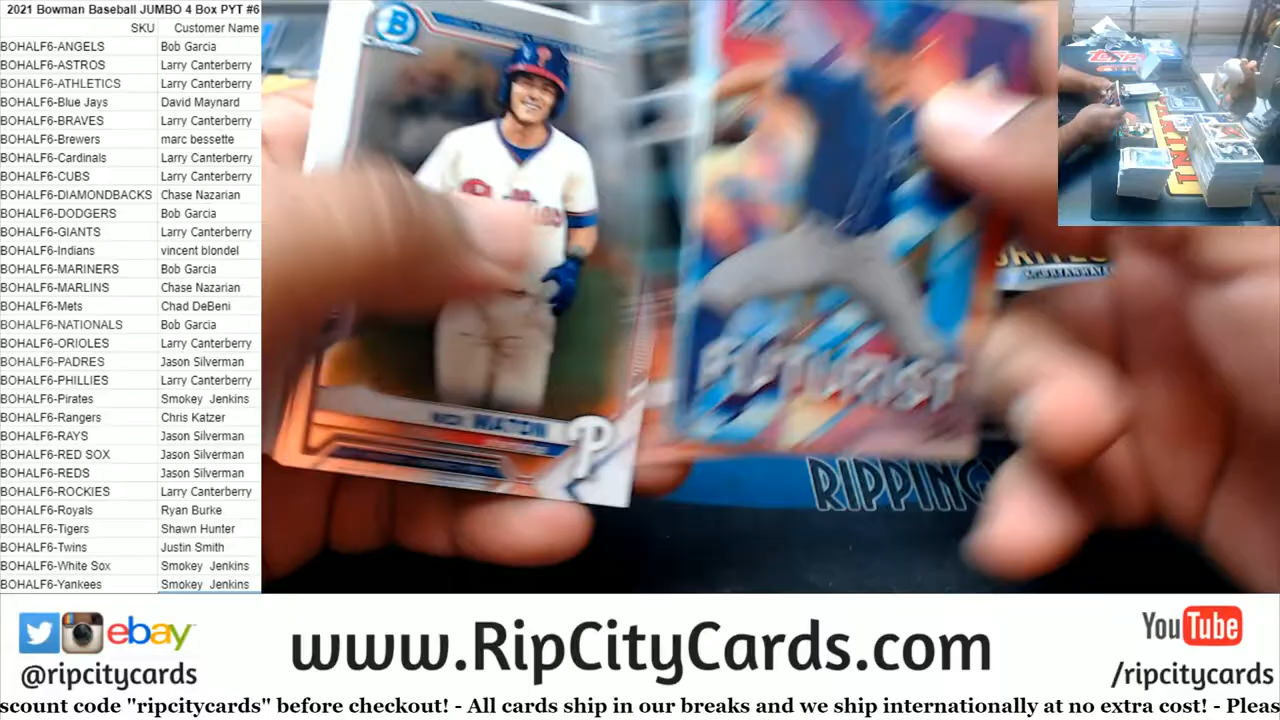 2021 Bowman Baseball JUMBO 4 Box PYT #6
SKU Customer Name
BOHALF6-ANGELS Bob Garcia
BOHALF6-ASTROS Larry Canterberry
BOHALF6-ATHLETICS Larry Canterberry
BOHALF6-Blue Jays David Maynard
BOHALF6-BRAVES Larry Canterberry
BOHALF6-Brewers marc bessette
BOHALF6-Cardinals Larry Canterberry
BOHALF6-CUBS Larry Canterberry
BOHALF6-DIAMONDBACKS Chase Nazarian
BOHALF6-DODGERS Bob Garcia
BOHALF6-GIANTS Larry Canterberry
BOHALF6-Indians vincent blondel
BOHALF6-MARINERS Bob Garcia
BOHALF6-MARLINS Chase Nazarian
BOHALF6-Mets Chad DeBeni
BOHALF6-NATIONALS Bob Garcia
BOHALF6-ORIOLES Larry Canterberry
BOHALF6-PADRES Jason Silverman
BOHALF6-PHILLIES Larry Canterberry
BOHALF6-Pirates Smokey Jenkins
BOHALF6-Rangers Chris Katzer
BOHALF6-RAYS Jason Silverman
BOHALF6-RED SOX Jason Silverman
BOHALF6-REDS Jason Silverman
BOHALF6-ROCKIES Larry Canterberry
BOHALF6-Royals Ryan Burke
BOHALF6-Tigers Shawn Hunter
BOHALF6-Twins Justin Smith
BOHALF6-White Sox Smokey Jenkins
BOHALF6-Yankees Smokey Jenkins
B
MATON
P
FUTURIST
RIPPING
ebay
@ripcitycards
www.RipCityCards.com
YouTube
/ripcitycards
scount code "ripcitycards" before checkout! - All cards ship in our breaks and we ship internationally at no extra cost! - Pleas